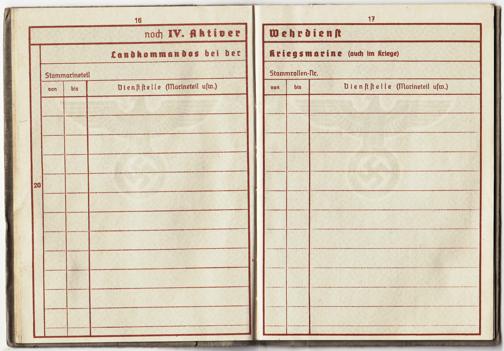 16
noch IV. Aktiver
Landkommandos bei der
Stammarineteil
von bis Dienststelle (Marineteil usw.)
20
17
Wehrdienst
Kriegsmarine (auch im Kriege)
Stammrollen-Nr.
von bis Dienststelle (Marineteil usw.)